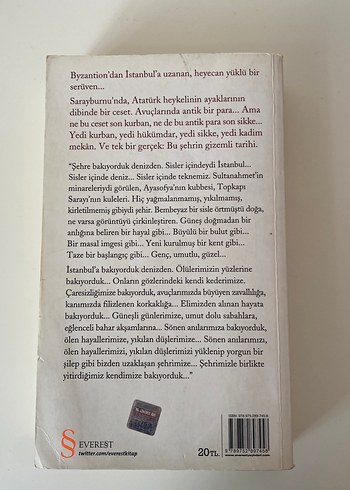 Byzantion'dan İstanbul'a uzanan, heyecan yüklü bir
serüven...
Sarayburnu'nda, Atatürk heykelinin ayaklarının
dibinde bir ceset. Avuçlarında antik bir para... Ama
ne bu ceset son kurban, ne de bu antik para son sikke...
Yedi kurban, yedi hükümdar, yedi sikke, yedi kadim
mekân. Ve tek bir gerçek: Bu şehrin gizemli tarihi.
"Şehre bakıyorduk denizden. Sisler içindeydi İstanbul...
Sisler içinde deniz... Sisler içinde teknemiz. Sultanahmet'in
minareleriydi görülen, Ayasofya'nın kubbesi, Topkapı
Sarayı'nın kuleleri. Hiç yağmalanmamış, yıkılmamış,
kirletilmemiş gibiydi şehir. Bembeyaz bir sisle örtmüştü doğa,
ne varsa görüntüyü çirkinleştiren. Güneş doğmadan bir
anlığına beliren bir hayal gibi... Büyülü bir bulut gibi...
Bir masal imgesi gibi... Yeni kurulmuş bir kent gibi...
Taze bir başlangıç gibi... Genç, umutlu, güzel...
İstanbul'a bakıyorduk denizden. Ölülerimizin yüzlerine
bakıyorduk... Onların gözlerindeki kendi kederimize.
Çaresizliğimize bakıyorduk, avuçlarımızda büyüyen zavallılığa,
kanımızda filizlenen korkaklığa... Elimizden alınan hayata
bakıyorduk... Güneşli günlerimize, umut dolu sabahlara,
eğlenceli bahar akşamlarına... Sönen anılarımıza bakıyorduk,
ölen hayallerimize, yıkılan düşlerimize... Sönen anılarımızı,
ölen hayallerimizi, yıkılan düşlerimizi yüklenip yorgun bir
şilep gibi bizden uzaklaşan şehrimize... Şehrimizle birlikte
yitirdiğimiz kendimize bakıyorduk..."
EVEREST
twitter.com/everestkitap
20 TL